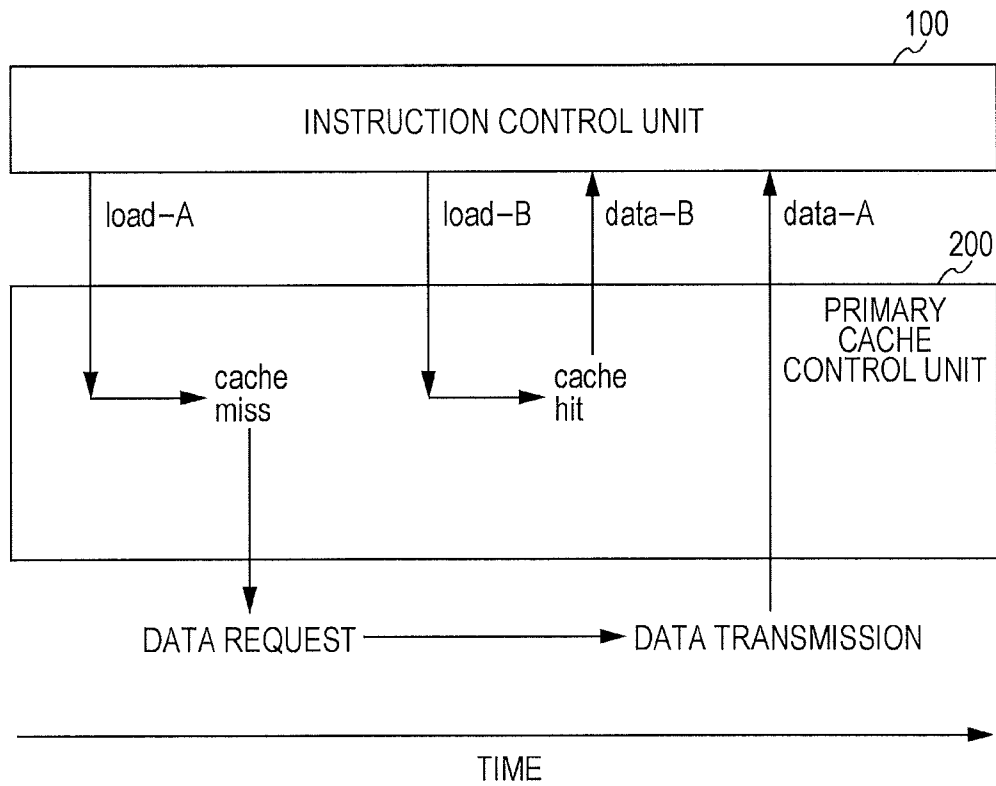 100
INSTRUCTION CONTROL UNIT
load-A
load-B
data-B
data-A
200
PRIMARY
CACHE
CONTROL UNIT
cache
miss
cache
hit
DATA REQUEST
DATA TRANSMISSION
TIME